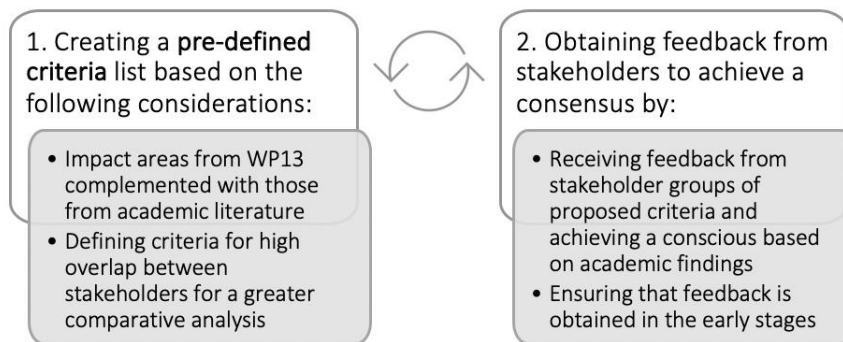 1. Creating a pre-defined
criteria list based on the
following considerations:
• Impact areas from WP13
complemented with those
from academic literature
• Defining criteria for high
overlap between
stakeholders for a greater
comparative analysis
2. Obtaining feedback from
stakeholders to achieve a
consensus by:
• Receiving feedback from
stakeholder groups of
proposed criteria and
achieving a conscious based
on academic findings
• Ensuring that feedback is
obtained in the early stages